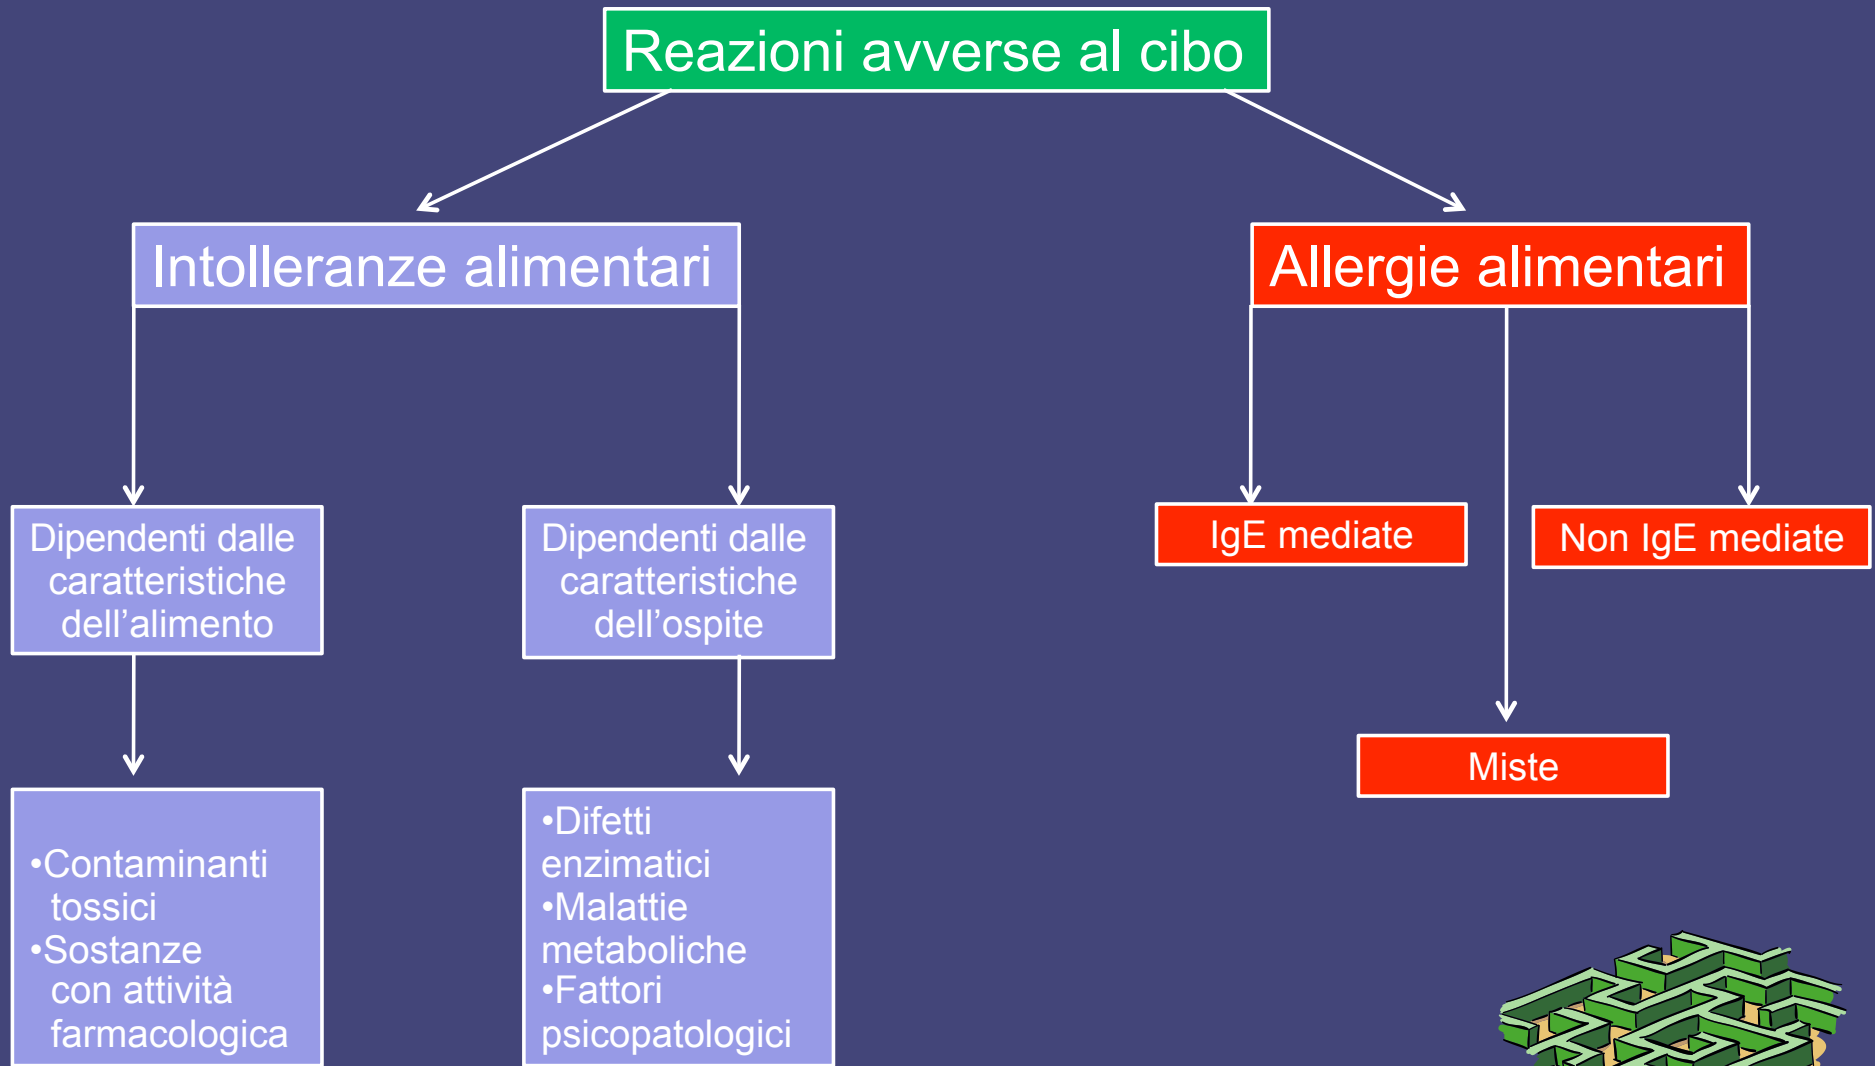 Reazioni avverse al cibo
Intolleranze alimentari
Allergie alimentari
Dipendenti dalle
caratteristiche
dell’alimento
Dipendenti dalle
caratteristiche
dell’ospite
IgE mediate
Non IgE mediate
Miste
•Contaminanti
tossici
•Sostanze
con attività
farmacologica
•Difetti
enzimatici
•Malattie
metaboliche
•Fattori
psicopatologici